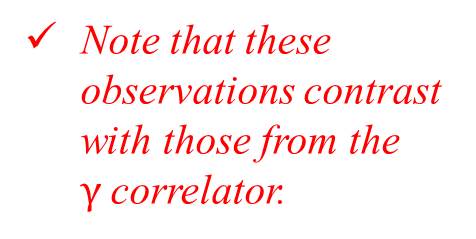 ✓ Note that these
observations contrast
with those from the
γ correlator.